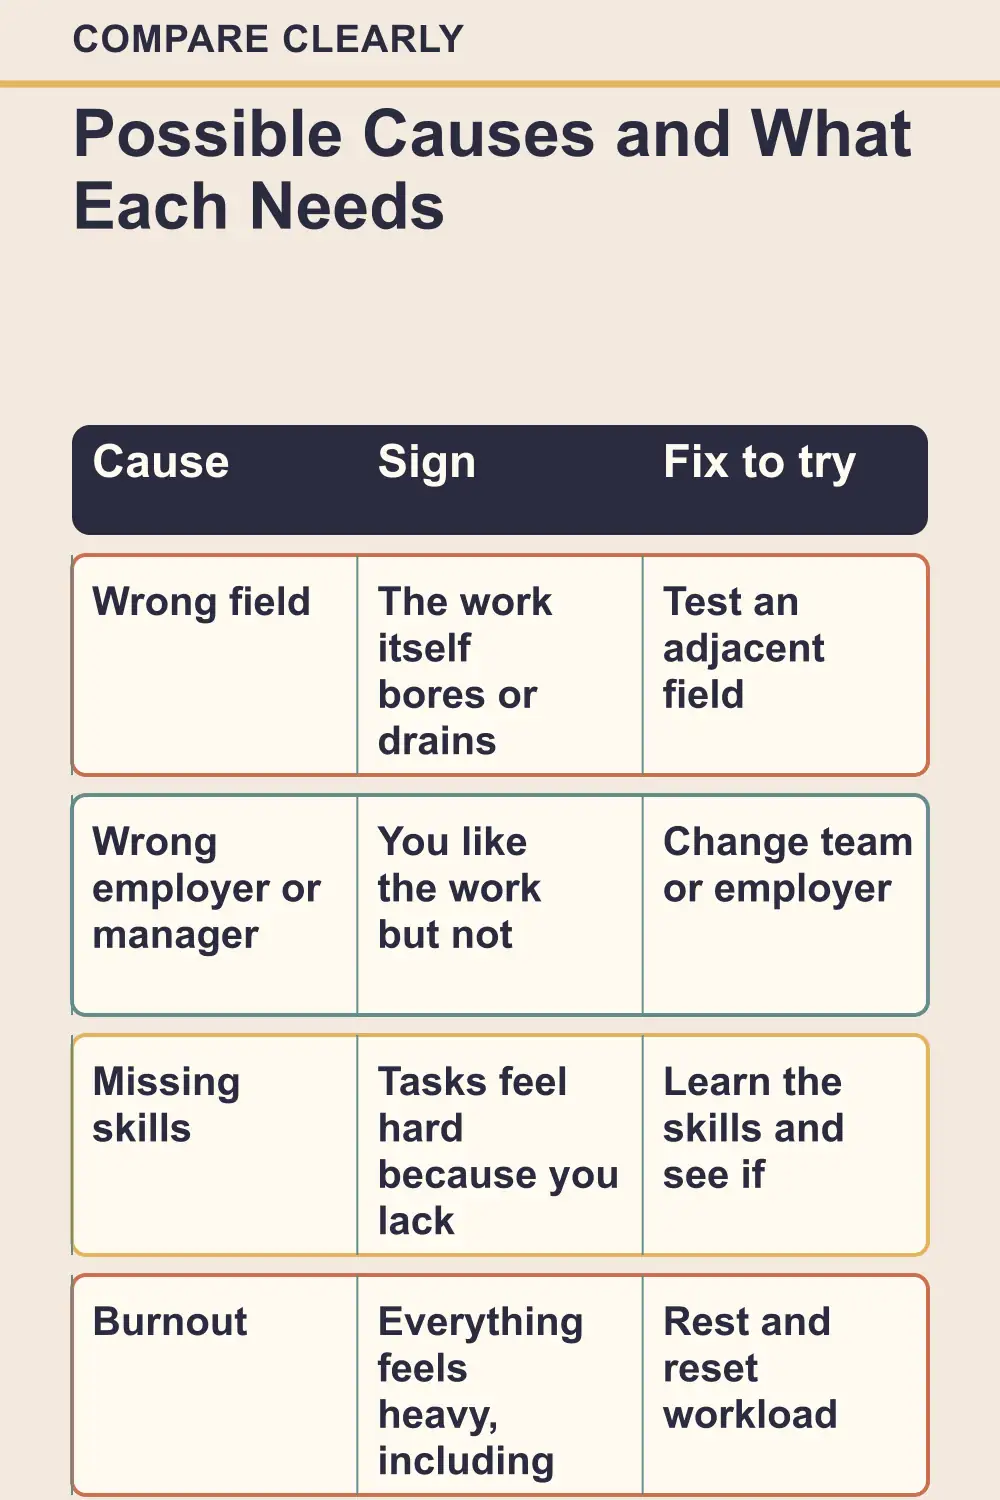 COMPARE CLEARLY
Possible Causes and What
Each Needs
Cause
Sign
Fix to try
Wrong field
The work
itself
bores or
drains
Test an
adjacent
field
Wrong
employer or
manager
You like
the work
but not
Change team
or employer
Missing
skills
Tasks feel
hard
because you
lack
Learn the
skills and
see if
Burnout
Everything
feels
heavy,
including
Rest and
reset
workload